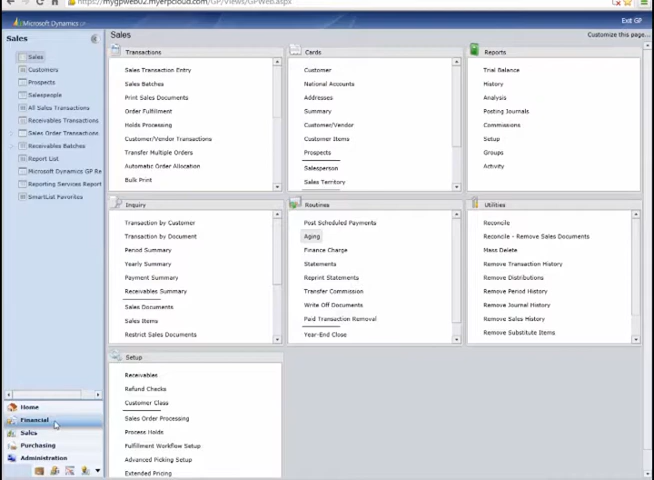 https://mygpweb02.myerpcloud.com/GP/Views/GPWeb.aspx
Microsoft Dynamics GP
Exit GP
Sales
Sales
Customize this page...
Sales
Customers
Prospects
Salespeople
All Sales Transactions
Receivables Transactions
Sales Order Transactions
Receivables Batches
Report List
Microsoft Dynamics GP Re
Reporting Services Report
SmartList Favorites
Home
Financial
Sales
Purchasing
Administration
Transactions
Sales Transaction Entry
Sales Batches
Print Sales Documents
Order Fulfillment
Holds Processing
Customer/Vendor Transactions
Transfer Multiple Orders
Automatic Order Allocation
Bulk Print
Cards
Customer
National Accounts
Addresses
Summary
Customer/Vendor
Customer Items
Prospects
Salesperson
Sales Territory
Reports
Trial Balance
History
Analysis
Posting Journals
Commissions
Setup
Groups
Activity
Inquiry
Transaction by Customer
Transaction by Document
Period Summary
Yearly Summary
Payment Summary
Receivables Summary
Sales Documents
Sales Items
Restrict Sales Documents
Routines
Post Scheduled Payments
Aging
Finance Charge
Statements
Reprint Statements
Transfer Commission
Write Off Documents
Paid Transaction Removal
Year-End Close
Utilities
Reconcile
Reconcile - Remove Sales Documents
Mass Delete
Remove Transaction History
Remove Distributions
Remove Period History
Remove Journal History
Remove Sales History
Remove Substitute Items
Setup
Receivables
Refund Checks
Customer Class
Sales Order Processing
Process Holds
Fulfillment Workflow Setup
Advanced Picking Setup
Extended Pricing